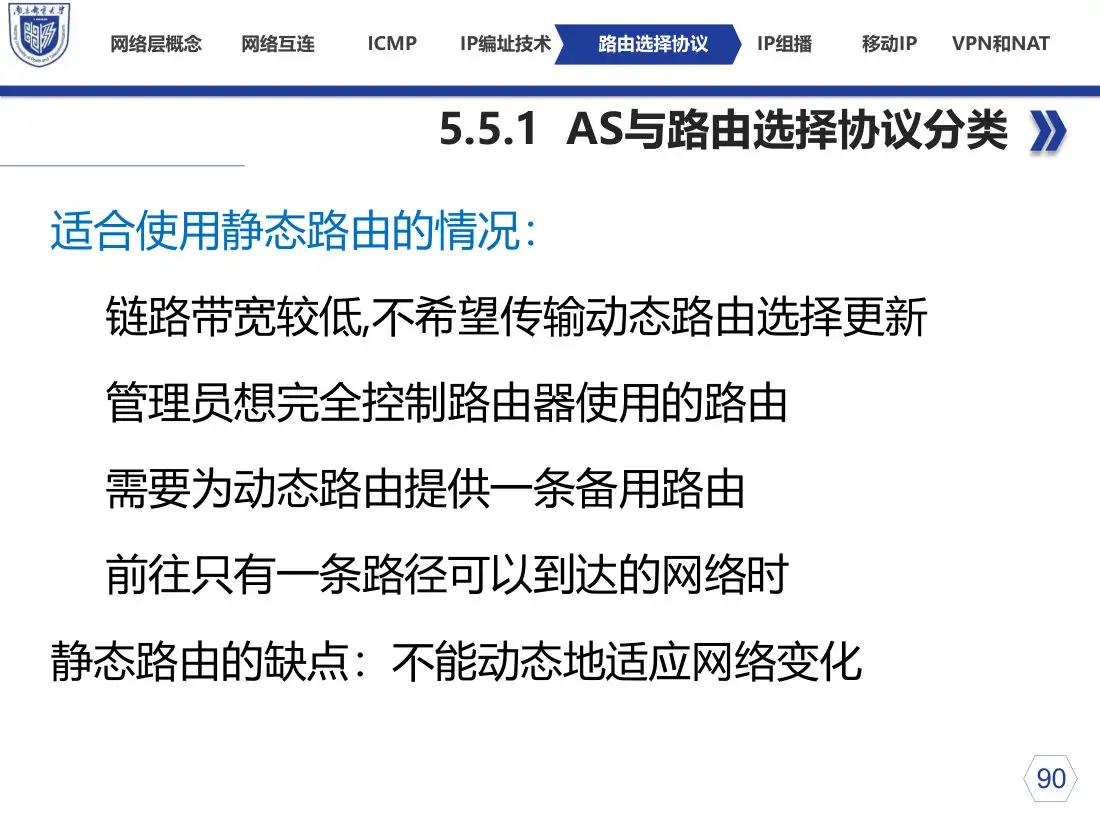 南京邮电大学
网络层概念 网络互连 ICMP IP编址技术 路由选择协议 IP组播 移动IP VPN和NAT
5.5.1 AS与路由选择协议分类
适合使用静态路由的情况：
链路带宽较低,不希望传输动态路由选择更新
管理员想完全控制路由器使用的路由
需要为动态路由提供一条备用路由
前往只有一条路径可以到达的网络时
静态路由的缺点：不能动态地适应网络变化
90